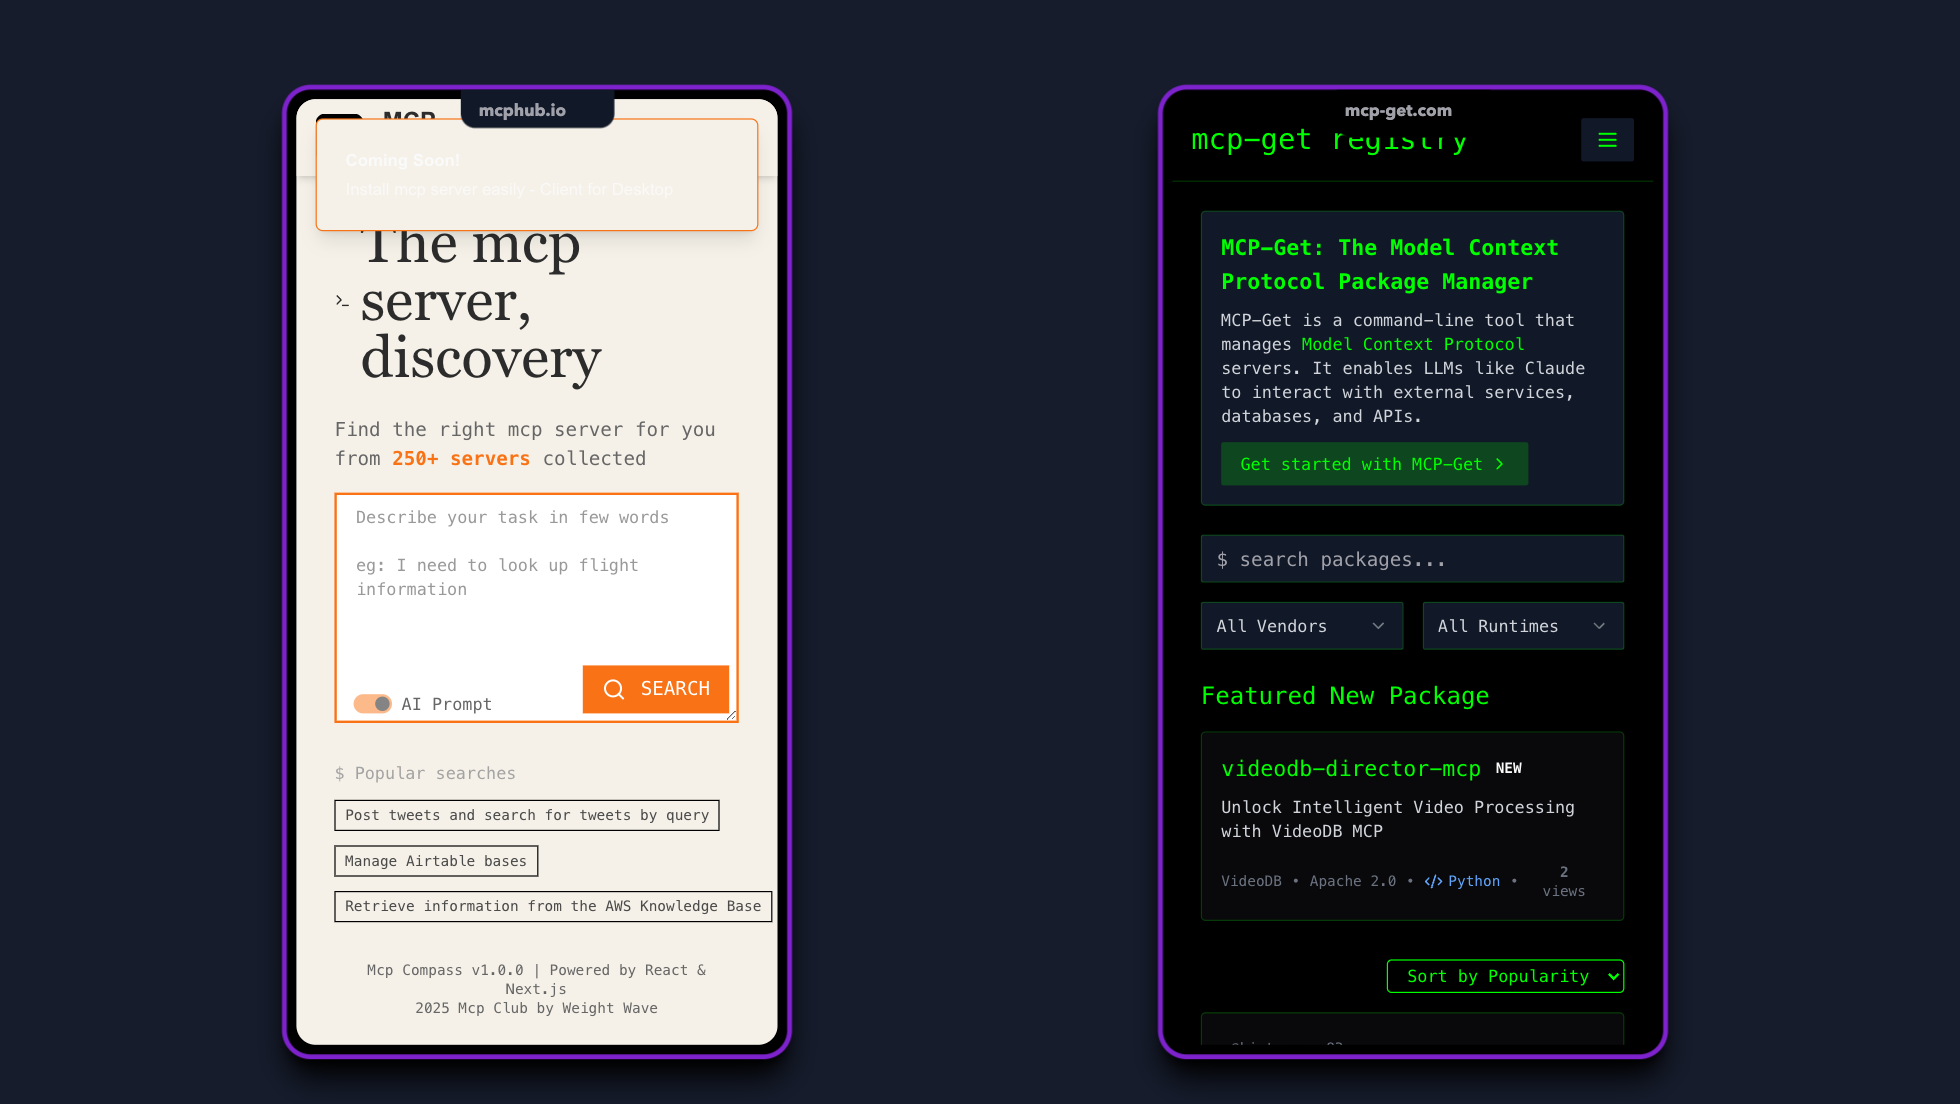 mcphub.io
MCP
Coming Soon!
Install mcp server easily - Client for Desktop
The mcp
server,
discovery
Find the right mcp server for you
from 250+ servers collected
Describe your task in few words
eg: I need to look up flight
information
AI Prompt
SEARCH
$ Popular searches
Post tweets and search for tweets by query
Manage Airtable bases
Retrieve information from the AWS Knowledge Base
Mcp Compass v1.0.0 | Powered by React &
Next.js
2025 Mcp Club by Weight Wave
mcp-get.com
mcp-get registry
MCP-Get: The Model Context
Protocol Package Manager
MCP-Get is a command-line tool that
manages Model Context Protocol
servers. It enables LLMs like Claude
to interact with external services,
databases, and APIs.
Get started with MCP-Get
$ search packages...
All Vendors
All Runtimes
Featured New Package
videodb-director-mcp NEW
Unlock Intelligent Video Processing
with VideoDB MCP
VideoDB • Apache 2.0 • </> Python • 2 views
Sort by Popularity